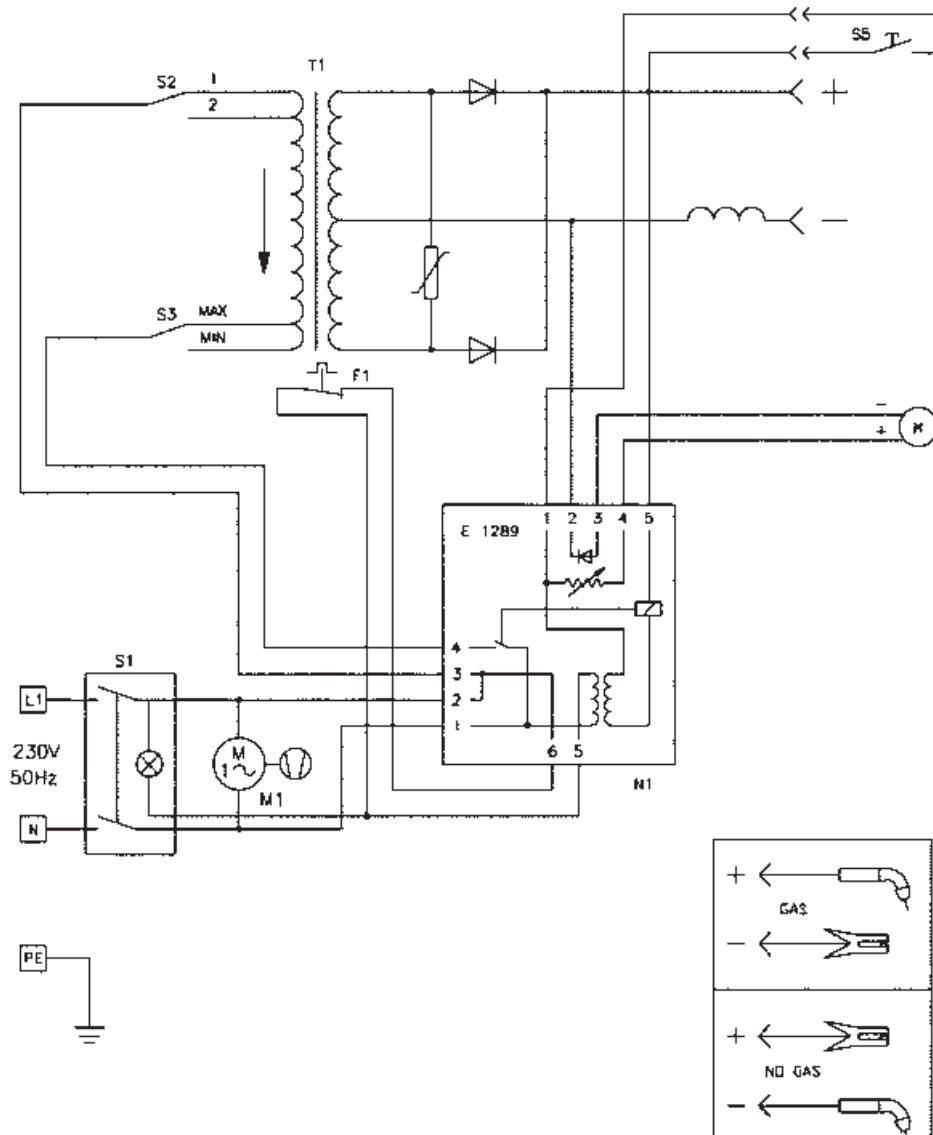 S5
S2 1 T1
2
+
−
S3 MAX
MIN
F1
−
+ M
1 2 3 4 5
E 1289
4
S1 3
L1 2
1
230V 6 5
50Hz M
1~
M1 N1
N
+
GAS
PE −
+
NO GAS
−